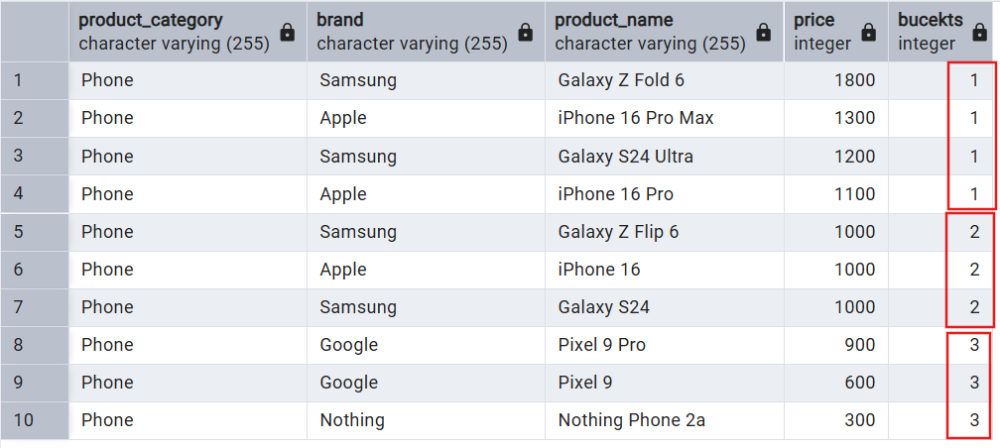 product_category brand product_name price bucekts
character varying (255) character varying (255) character varying (255) integer integer
1 Phone Samsung Galaxy Z Fold 6 1800 1
2 Phone Apple iPhone 16 Pro Max 1300 1
3 Phone Samsung Galaxy S24 Ultra 1200 1
4 Phone Apple iPhone 16 Pro 1100 1
5 Phone Samsung Galaxy Z Flip 6 1000 2
6 Phone Apple iPhone 16 1000 2
7 Phone Samsung Galaxy S24 1000 2
8 Phone Google Pixel 9 Pro 900 3
9 Phone Google Pixel 9 600 3
10 Phone Nothing Nothing Phone 2a 300 3